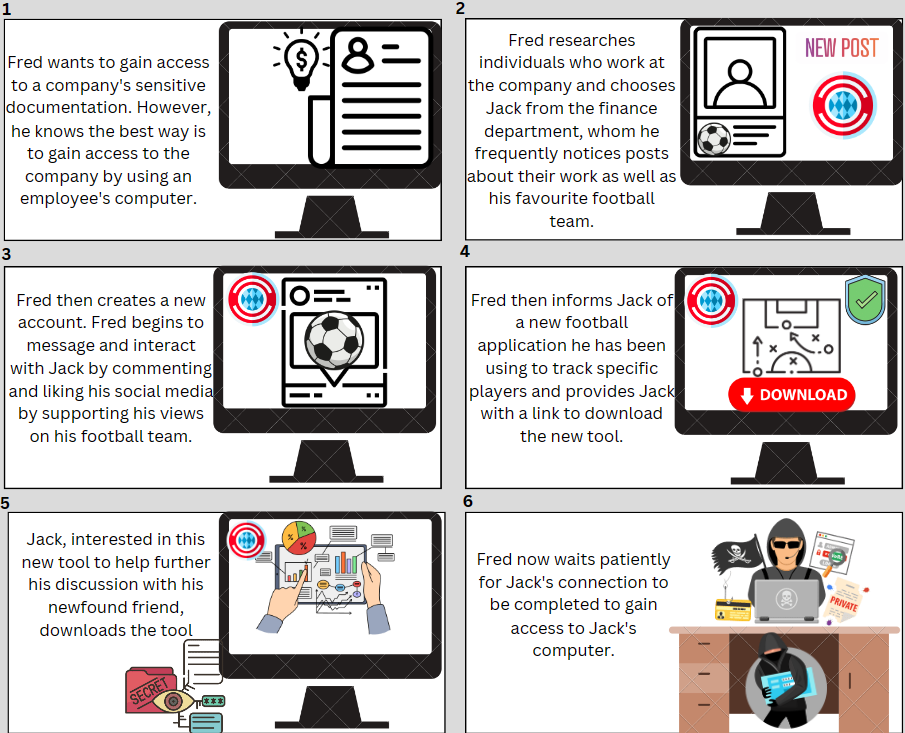 1
Fred wants to gain access
to a company's sensitive
documentation. However,
he knows the best way is
to gain access to the
company by using an
employee's computer.
$
2
Fred researches
individuals who work at
the company and chooses
Jack from the finance
department, whom he
frequently notices posts
about their work as well as
his favourite football
team.
NEW POST
3
Fred then creates a new
account. Fred begins to
message and interact
with Jack by commenting
and liking his social media
by supporting his views
on his football team.
4
Fred then informs Jack of
a new football
application he has been
using to track specific
players and provides Jack
with a link to download
the new tool.
DOWNLOAD
5
Jack, interested in this
new tool to help further
his discussion with his
newfound friend,
downloads the tool
%
%
%
SECRET
***
6
Fred now waits patiently
for Jack's connection to
be completed to gain
access to Jack's
computer.
PRIVATE